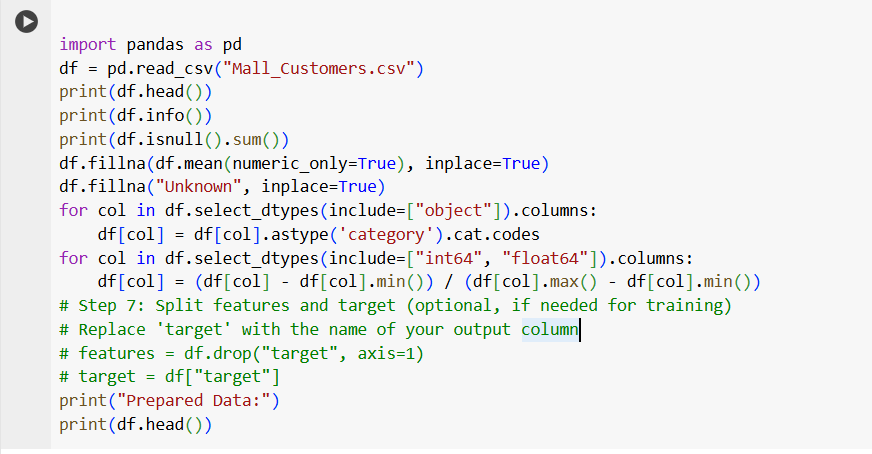 import pandas as pd
df = pd.read_csv("Mall_Customers.csv")
print(df.head())
print(df.info())
print(df.isnull().sum())
df.fillna(df.mean(numeric_only=True), inplace=True)
df.fillna("Unknown", inplace=True)
for col in df.select_dtypes(include=["object"]).columns:
    df[col] = df[col].astype('category').cat.codes
for col in df.select_dtypes(include=["int64", "float64"]).columns:
    df[col] = (df[col] - df[col].min()) / (df[col].max() - df[col].min())
# Step 7: Split features and target (optional, if needed for training)
# Replace 'target' with the name of your output column
# features = df.drop("target", axis=1)
# target = df["target"]
print("Prepared Data:")
print(df.head())